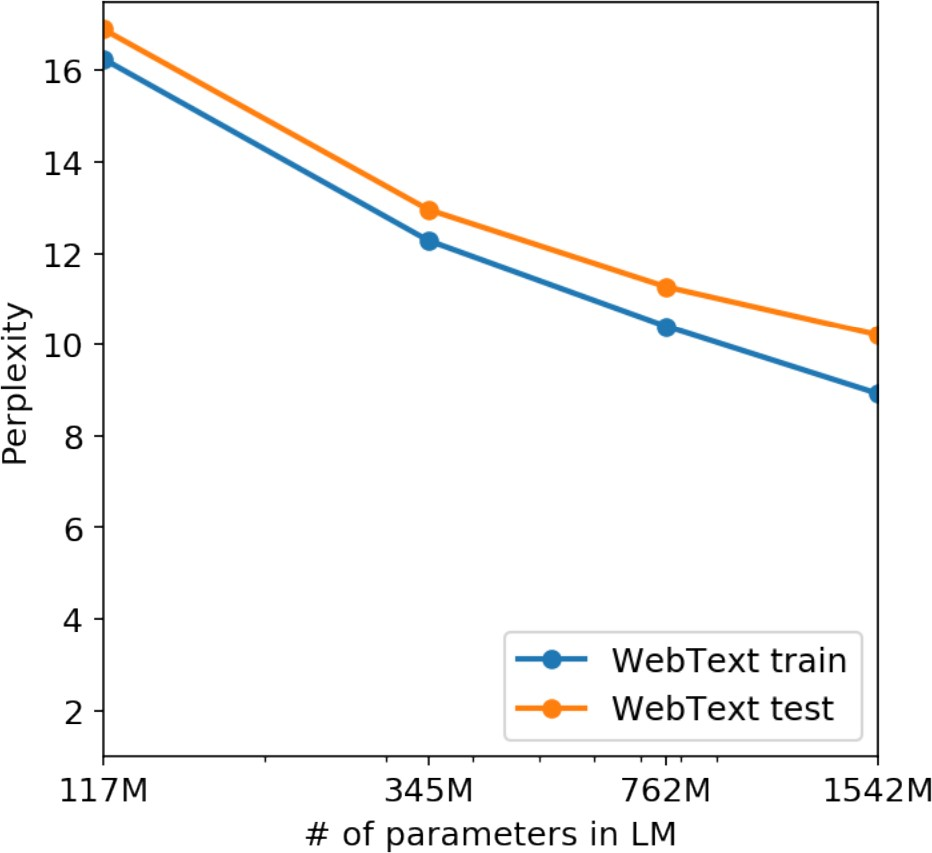 16
14
12
10
8
6
4
2
Perplexity
117M 345M 762M 1542M
# of parameters in LM
WebText train
WebText test